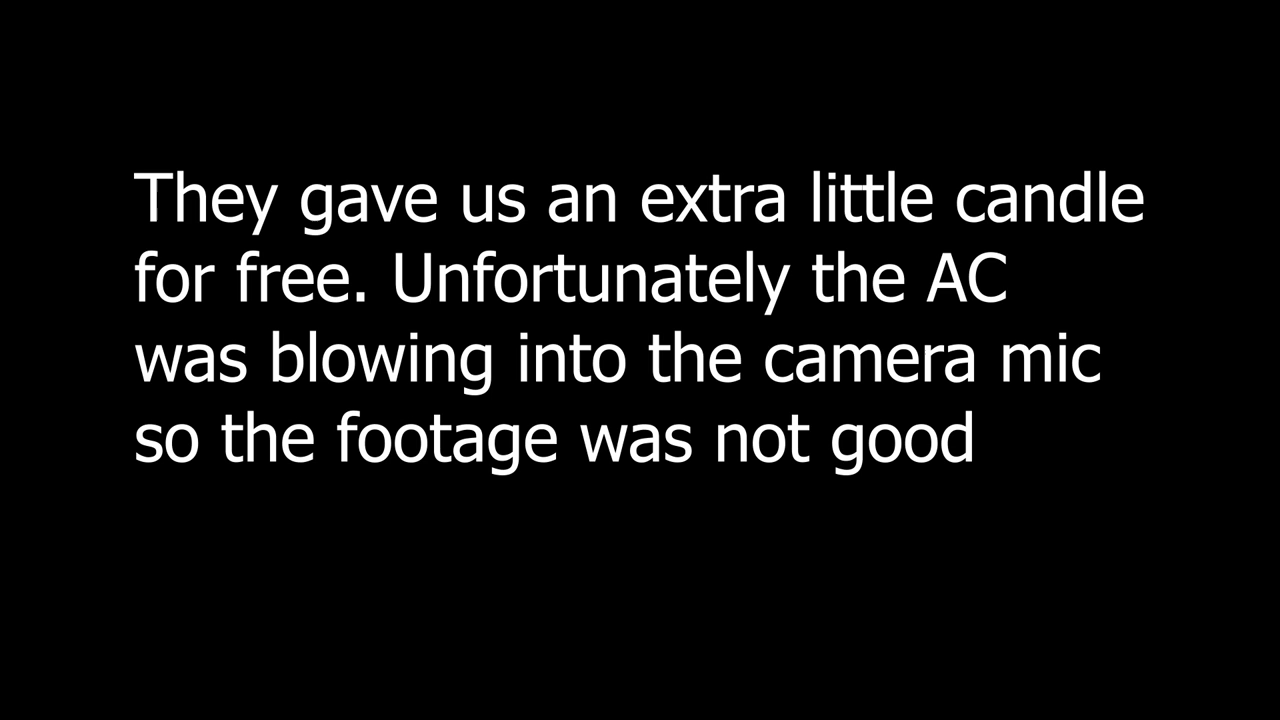 They gave us an extra little candle
for free. Unfortunately the AC
was blowing into the camera mic
so the footage was not good